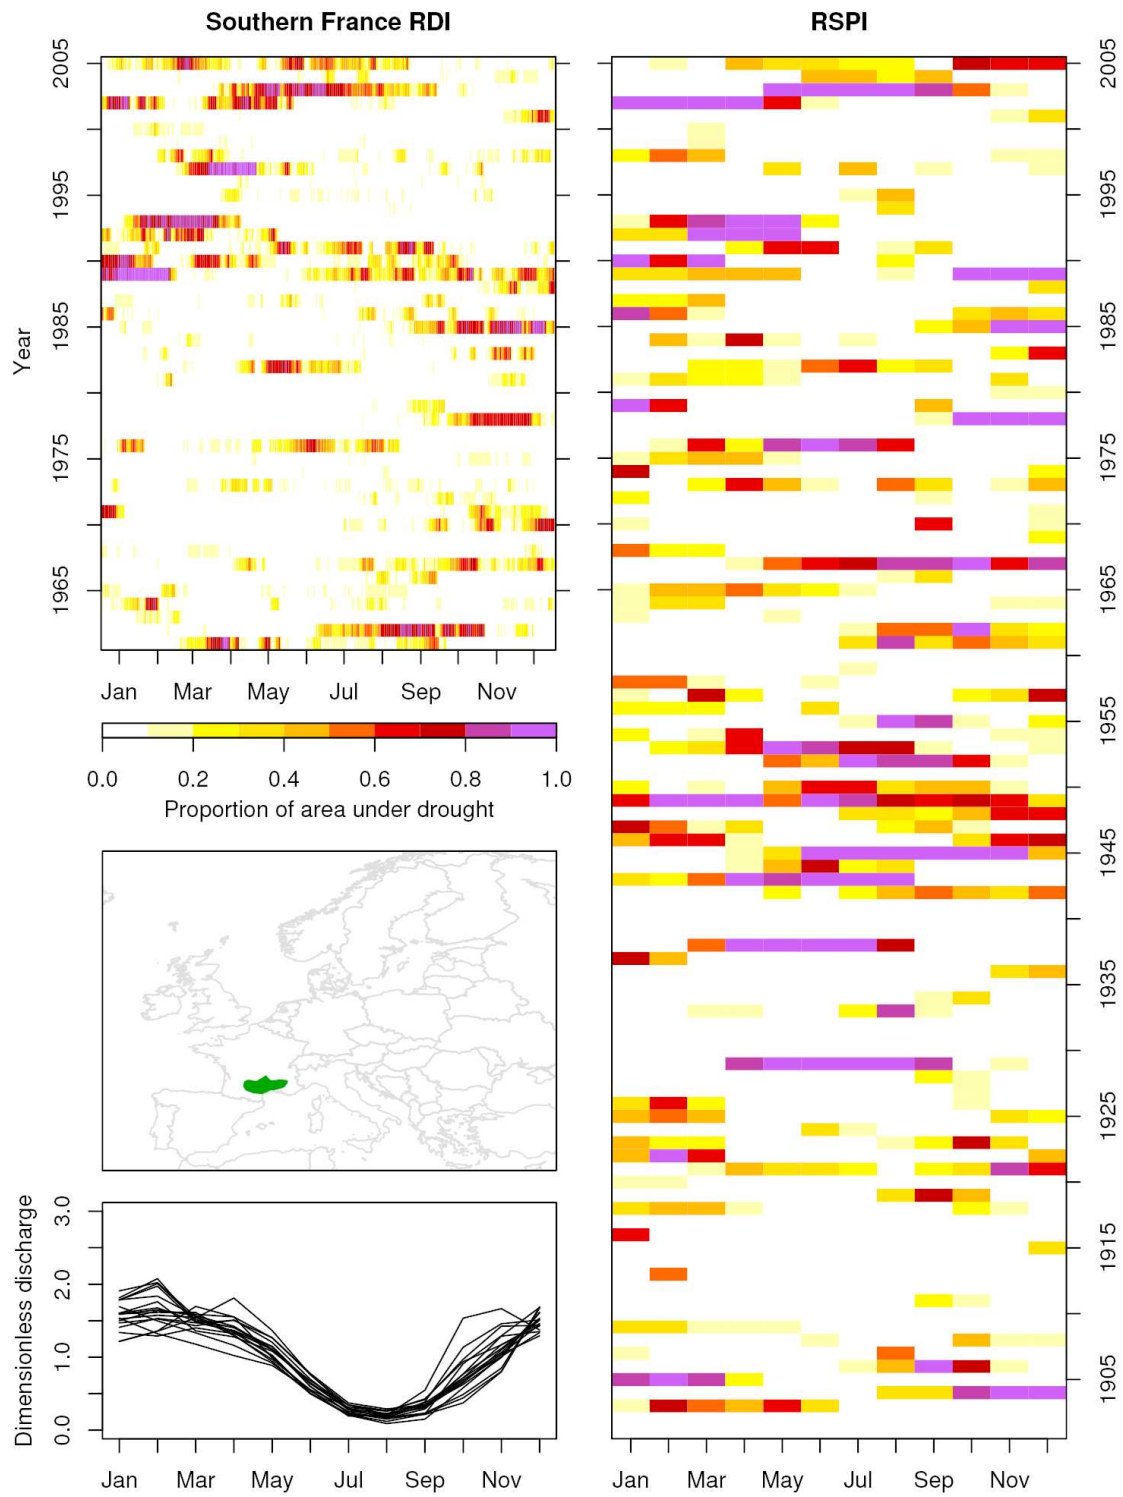 Southern France RDI
Year
2005
1995
1985
1975
1965
Jan Mar May Jul Sep Nov
0.0 0.2 0.4 0.6 0.8 1.0
Proportion of area under drought
Dimensionless discharge
3.0
2.0
1.0
0.0
Jan Mar May Jul Sep Nov
RSPI
2005
1995
1985
1975
1965
1955
1945
1935
1925
1915
1905
Jan Mar May Jul Sep Nov